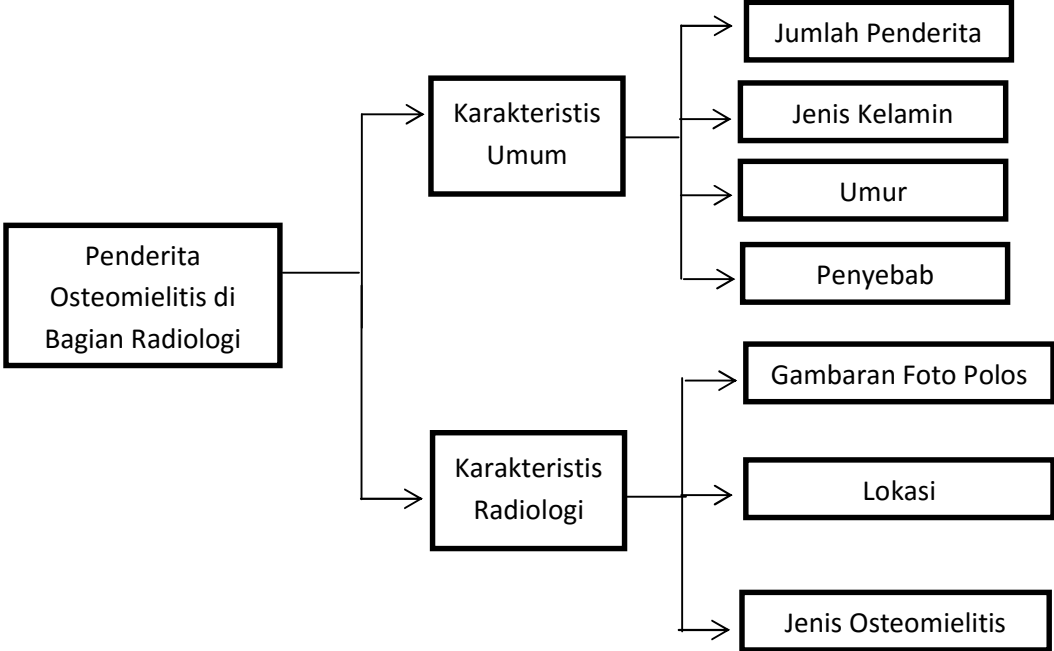 Penderita
Osteomielitis di
Bagian Radiologi
Karakteristis
Umum
Jumlah Penderita
Jenis Kelamin
Umur
Penyebab
Karakteristis
Radiologi
Gambaran Foto Polos
Lokasi
Jenis Osteomielitis